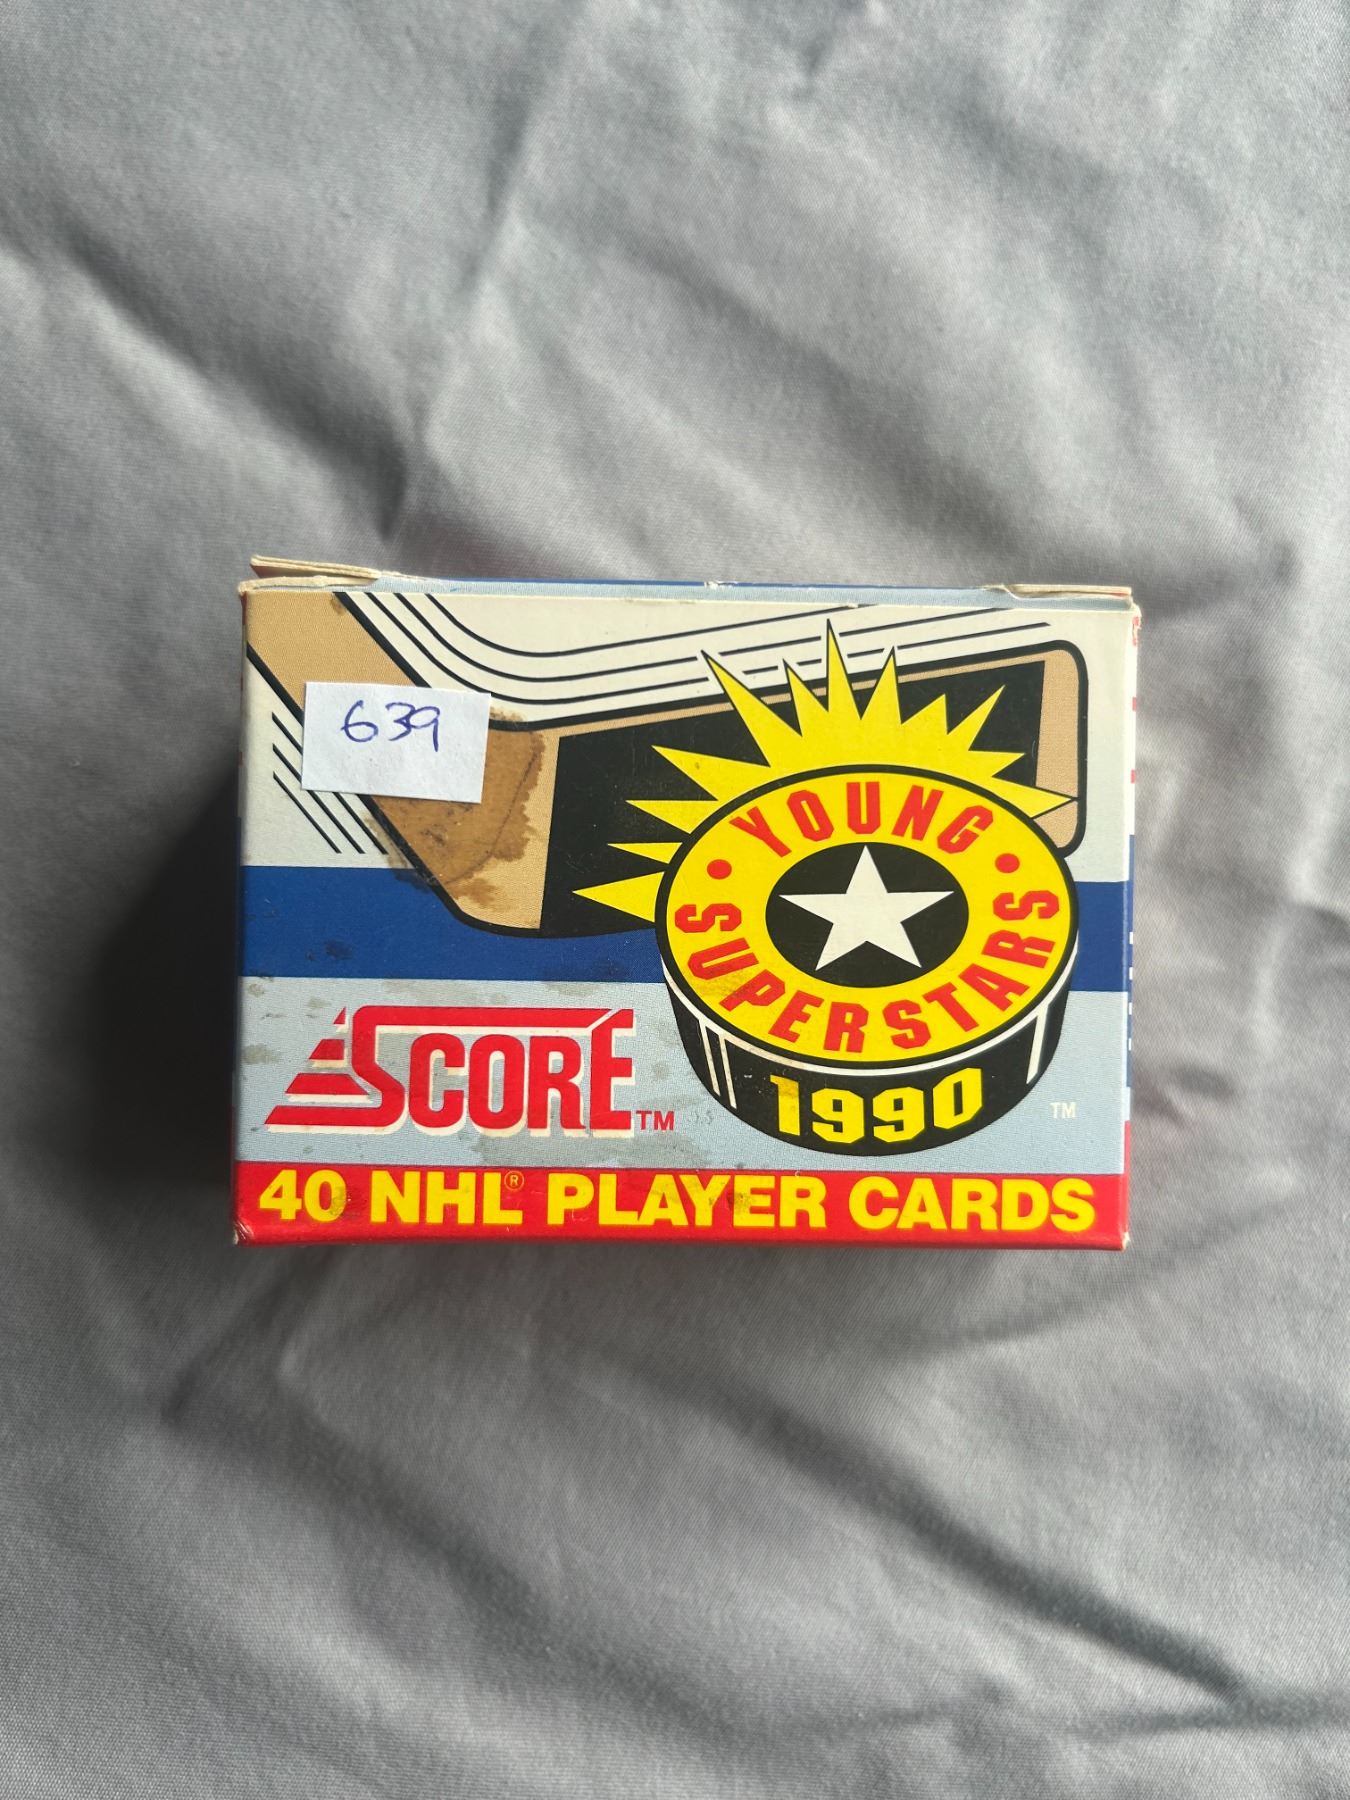 639
YOUNG
SUPERSTARS
1990 TM
SCORE TM
40 NHL® PLAYER CARDS